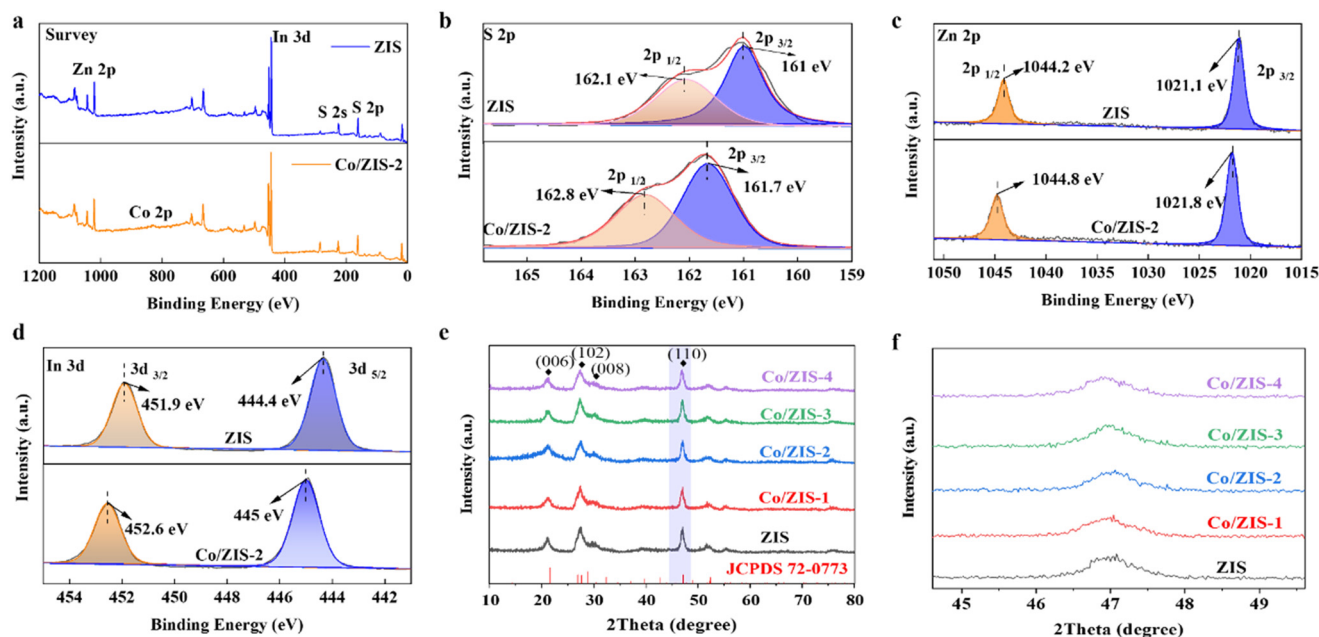 a
Survey
In 3d
ZIS
Zn 2p
S 2s
S 2p
Co/ZIS-2
Co 2p
Intensity (a.u.)
1200 1000 800 600 400 200 0
Binding Energy (eV)
b
S 2p
2p 3/2
2p 1/2
162.1 eV
161 eV
ZIS
2p 3/2
2p 1/2
162.8 eV
161.7 eV
Co/ZIS-2
Intensity (a.u.)
165 164 163 162 161 160 159
Binding Energy (eV)
c
Zn 2p
2p 1/2
1044.2 eV
1021.1 eV
2p 3/2
ZIS
1044.8 eV
1021.8 eV
Co/ZIS-2
Intensity (a.u.)
1050 1045 1040 1035 1030 1025 1020 1015
Binding Energy (eV)
d
In 3d
3d 3/2
451.9 eV
444.4 eV
3d 5/2
ZIS
452.6 eV
445 eV
Co/ZIS-2
Intensity (a.u.)
454 452 450 448 446 444 442
Binding Energy (eV)
e
(006)
(102)
(008)
(110)
Co/ZIS-4
Co/ZIS-3
Co/ZIS-2
Co/ZIS-1
ZIS
JCPDS 72-0773
Intensity (a.u.)
10 20 30 40 50 60 70 80
2Theta (degree)
f
Co/ZIS-4
Co/ZIS-3
Co/ZIS-2
Co/ZIS-1
ZIS
Intensity (a.u.)
45 46 47 48 49
2Theta (degree)